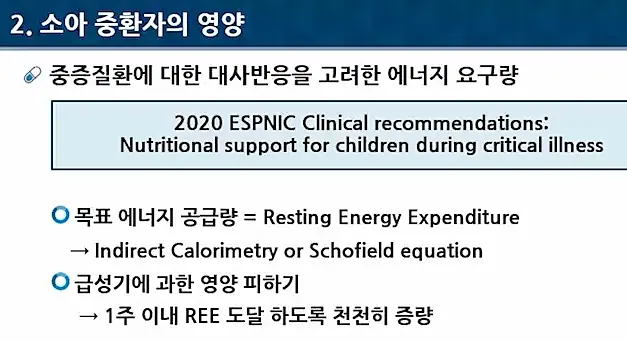 2. 소아 중환자의 영양
중증질환에 대한 대사반응을 고려한 에너지 요구량
2020 ESPNIC Clinical recommendations:
Nutritional support for children during critical illness
목표 에너지 공급량 = Resting Energy Expenditure
→ Indirect Calorimetry or Schofield equation
급성기에 과한 영양 피하기
→ 1주 이내 REE 도달 하도록 천천히 증량